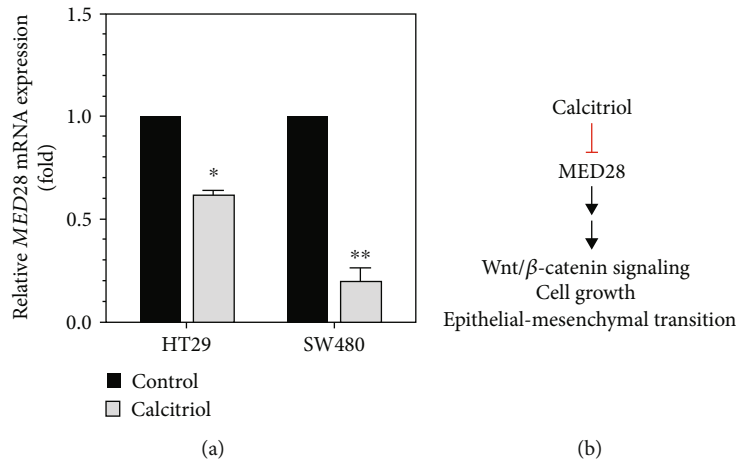 Relative MED28 mRNA expression
(fold)
1.5
1.0
0.5
0.0
*
**
HT29
SW480
Control
Calcitriol
(a)
Calcitriol
MED28
Wnt/β-catenin signaling
Cell growth
Epithelial-mesenchymal transition
(b)